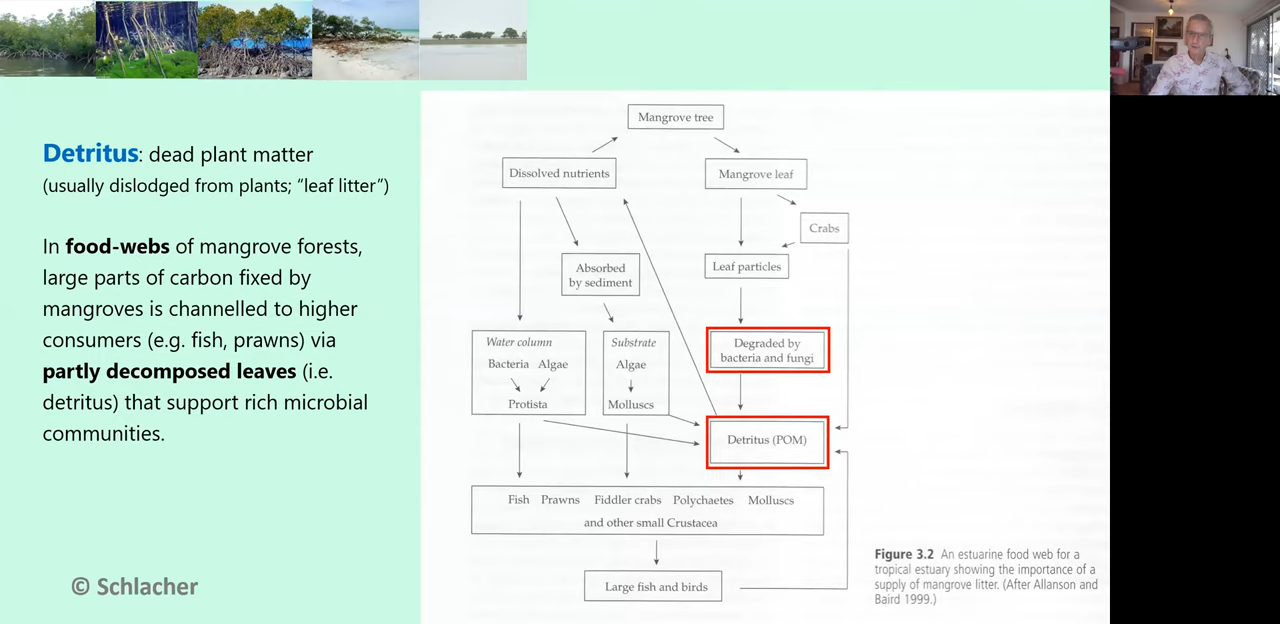 Detritus: dead plant matter
(usually dislodged from plants; “leaf litter”)
In food-webs of mangrove forests,
large parts of carbon fixed by
mangroves is channelled to higher
consumers (e.g. fish, prawns) via
partly decomposed leaves (i.e.
detritus) that support rich microbial
communities.
© Schlacher
Mangrove tree
Dissolved nutrients
Mangrove leaf
Crabs
Absorbed
by sediment
Leaf particles
Water column
Bacteria Algae
Protista
Substrate
Algae
Molluscs
Degraded by
bacteria and fungi
Detritus (POM)
Fish Prawns Fiddler crabs Polychaetes Molluscs
and other small Crustacea
Large fish and birds
Figure 3.2 An estuarine food web for a
tropical estuary showing the importance of a
supply of mangrove litter. (After Allanson and
Baird 1999.)